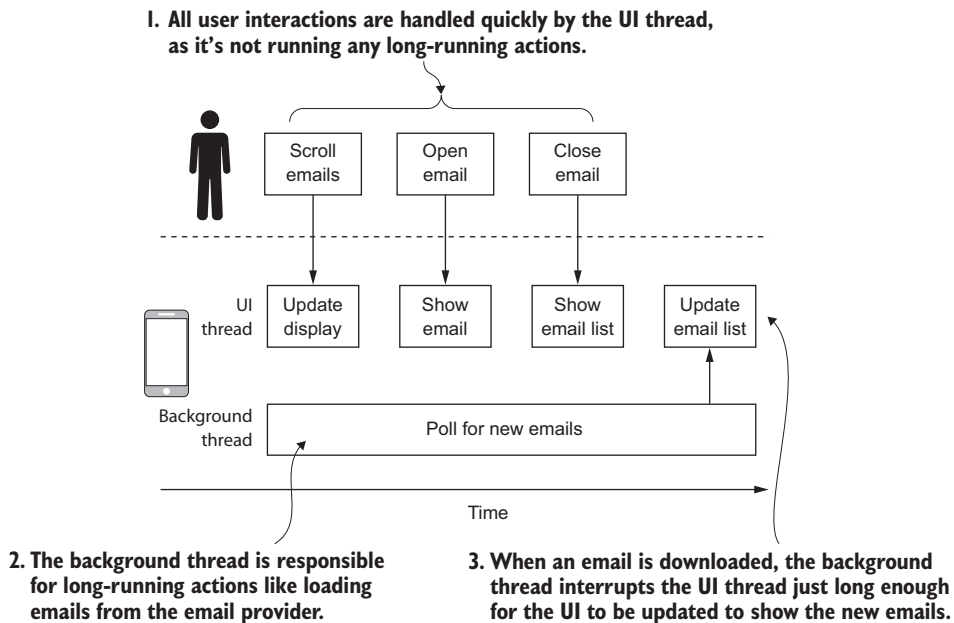 1. All user interactions are handled quickly by the UI thread,
as it's not running any long-running actions.
Scroll
emails
Open
email
Close
email
UI
thread
Update
display
Show
email
Show
email list
Update
email list
Background
thread
Poll for new emails
Time
2. The background thread is responsible
for long-running actions like loading
emails from the email provider.
3. When an email is downloaded, the background
thread interrupts the UI thread just long enough
for the UI to be updated to show the new emails.